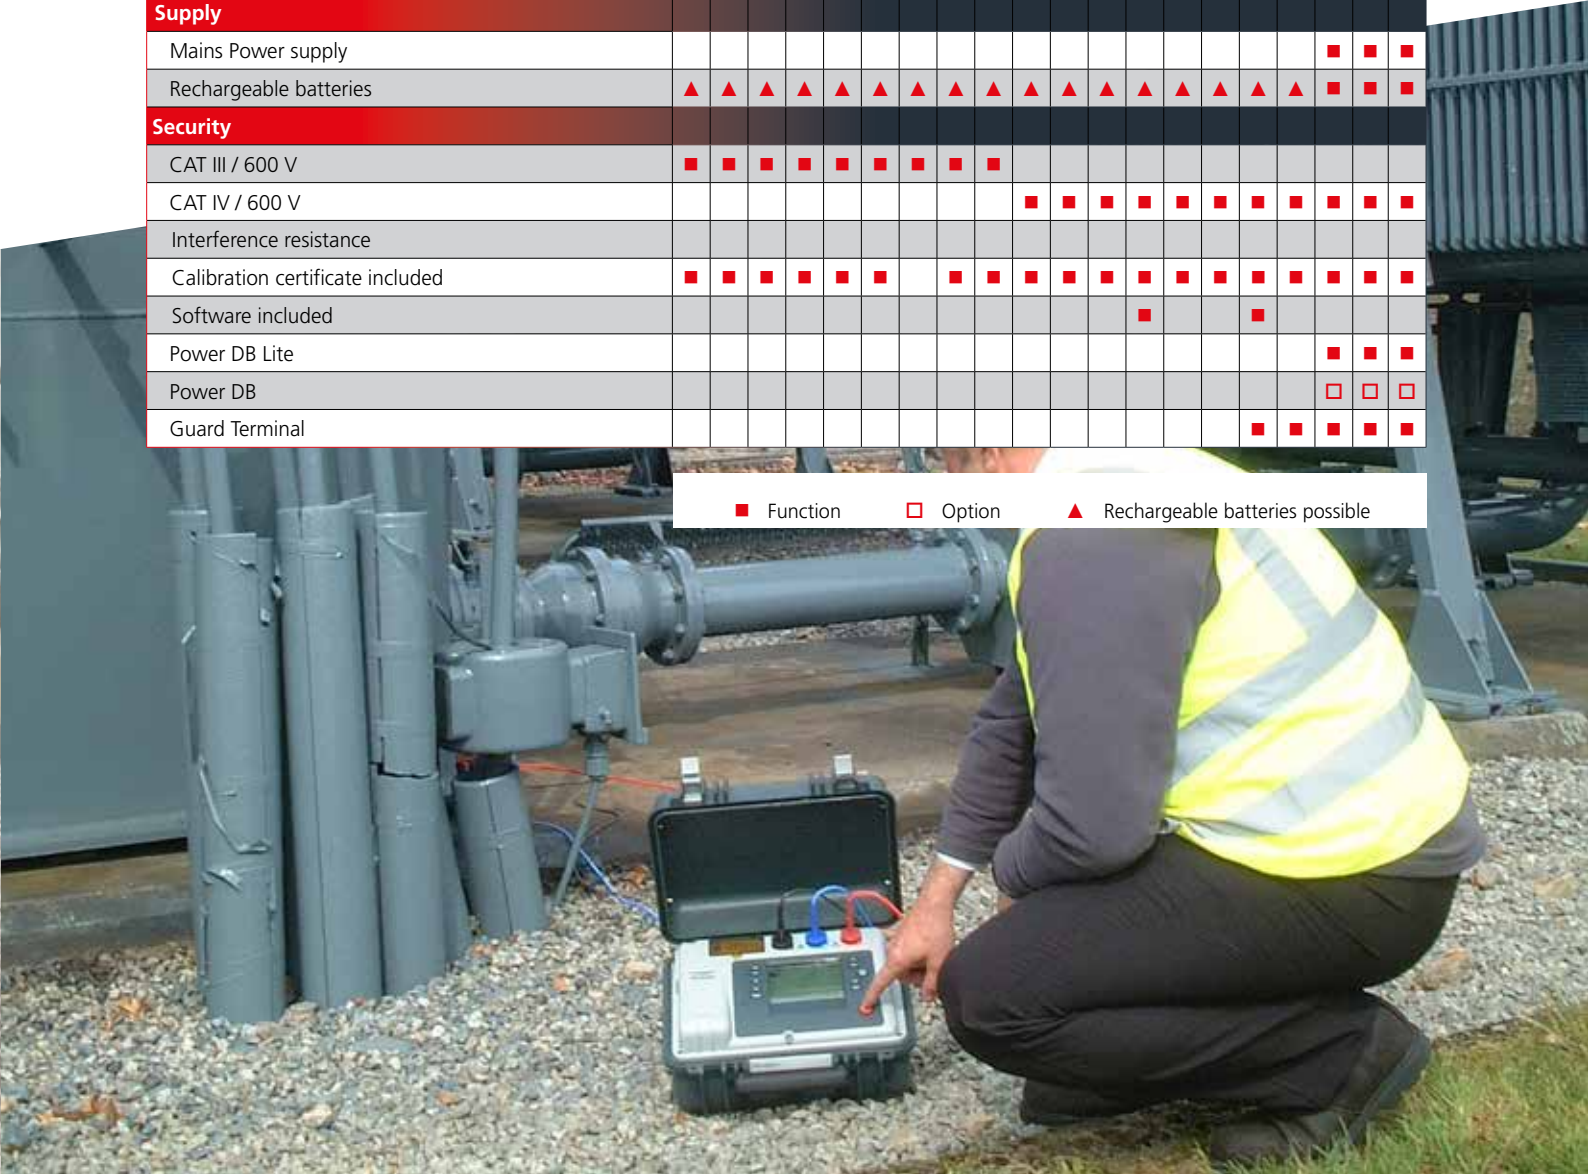 Supply
Mains Power supply ■ ■ ■
Rechargeable batteries ▲ ▲ ▲ ▲ ▲ ▲ ▲ ▲ ▲ ▲ ▲ ▲ ▲ ▲ ▲ ▲ ▲ ■ ■ ■
Security
CAT III / 600 V ■ ■ ■ ■ ■ ■ ■ ■ ■
CAT IV / 600 V ■ ■ ■ ■ ■ ■ ■ ■ ■ ■ ■
Interference resistance
Calibration certificate included ■ ■ ■ ■ ■ ■ ■ ■ ■ ■ ■ ■ ■ ■ ■ ■ ■ ■ ■
Software included ■ ■
Power DB Lite ■ ■ ■
Power DB □ □ □
Guard Terminal ■ ■ ■ ■ ■
■ Function □ Option ▲ Rechargeable batteries possible